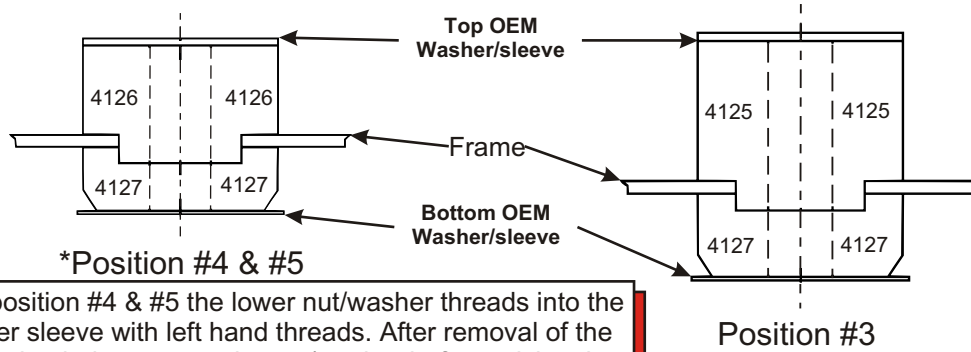 Top OEM
Washer/sleeve
4126 4126
4125 4125
Frame
4127 4127
Bottom OEM
Washer/sleeve
4127 4127
*Position #4 & #5
Position #3
position #4 & #5 the lower nut/washer threads into the
sleeve with left hand threads. After removal of the